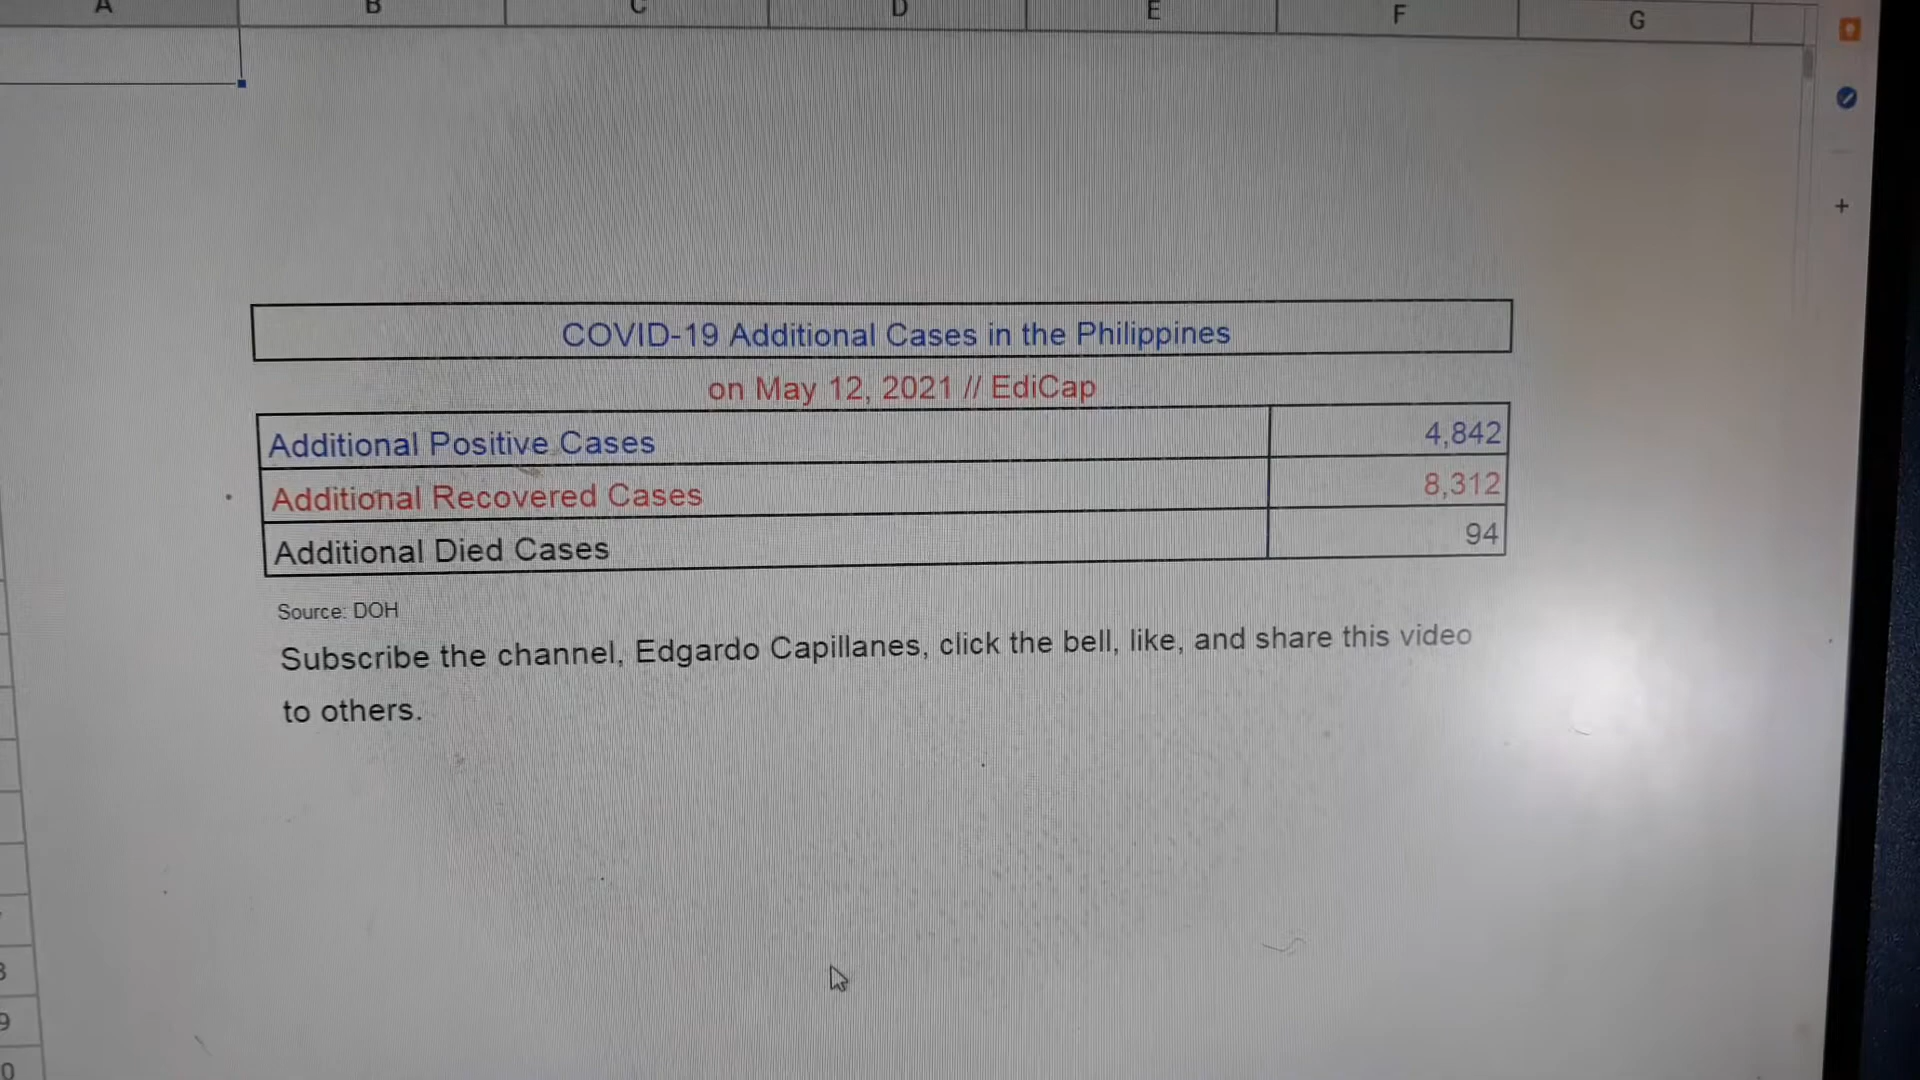 A B C D E F G
COVID-19 Additional Cases in the Philippines
on May 12, 2021 // EdiCap
Additional Positive Cases 4,842
Additional Recovered Cases 8,312
Additional Died Cases 94
Source: DOH
Subscribe the channel, Edgardo Capillanes, click the bell, like, and share this video
to others.
9